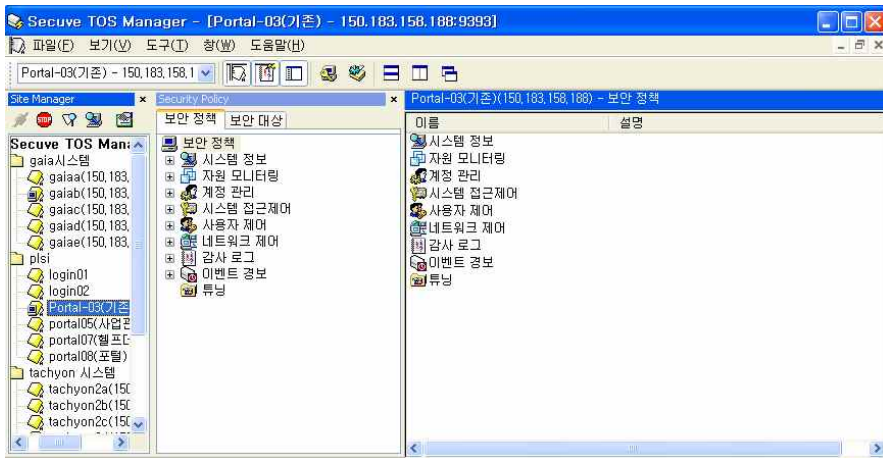 Secuve TOS Manager - [Portal-03(기존) - 150.183.158.188:9393]
파일(F) 보기(V) 도구(T) 창(W) 도움말(H)
Portal-03(기존) - 150,183,158,1
Site Manager
Secuve TOS Mana
gaia시스템
gaiaa(150,183,
gaiab(150,183,
gaiac(150,183,
gaiad(150,183,
gaiae(150,183,
plsi
login01
login02
Portal-03(기존
portal05(사업관
portal07(헬프더
portal08(포털)
tachyon 시스템
tachyon2a(150
tachyon2b(150
tachyon2c(150
Security Policy
보안 정책 보안 대상
보안 정책
시스템 정보
자원 모니터링
계정 관리
시스템 접근제어
사용자 제어
네트워크 제어
감사 로그
이벤트 경보
튜닝
Portal-03(기존)(150,183,158,188) - 보안 정책
이름 설명
시스템 정보
자원 모니터링
계정 관리
시스템 접근제어
사용자 제어
네트워크 제어
감사 로그
이벤트 경보
튜닝